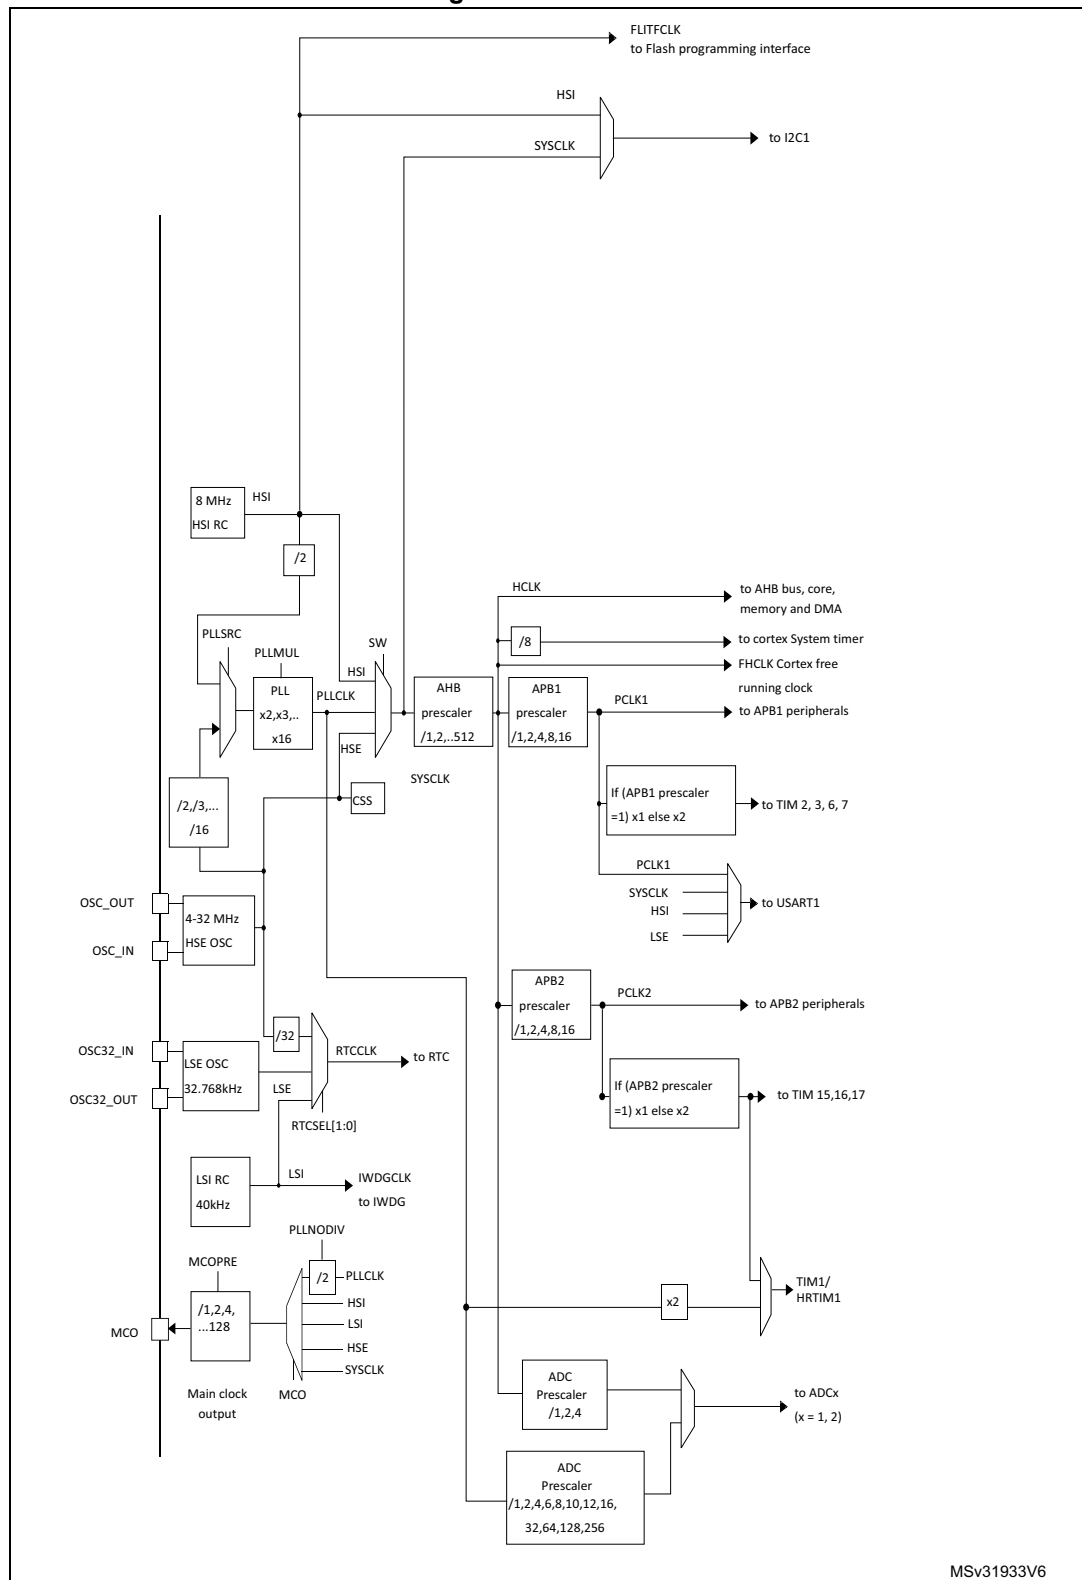 FLITFCLK
to Flash programming interface
HSI
to I2C1
SYSCLK
8 MHz
HSI RC
HSI
/2
HCLK
to AHB bus, core,
memory and DMA
/8
to cortex System timer
FHCLK Cortex free
running clock
PLLSRC
PLLMUL
SW
HSI
PLL
x2,x3,..
x16
PLLCLK
HSE
AHB
prescaler
/1,2,..512
APB1
prescaler
/1,2,4,8,16
PCLK1
to APB1 peripherals
SYSCLK
CSS
/2,/3,...
/16
If (APB1 prescaler
=1) x1 else x2
to TIM 2, 3, 6, 7
PCLK1
SYSCLK
HSI
LSE
to USART1
OSC_OUT
OSC_IN
4-32 MHz
HSE OSC
APB2
prescaler
/1,2,4,8,16
PCLK2
to APB2 peripherals
/32
OSC32_IN
OSC32_OUT
LSE OSC
32.768kHz
RTCCLK
to RTC
LSE
RTCSEL[1:0]
If (APB2 prescaler
=1) x1 else x2
to TIM 15,16,17
LSI RC
40kHz
LSI
IWDGCLK
to IWDG
PLLNODIV
MCOPRE
/2
PLLCLK
HSI
LSI
HSE
SYSCLK
/1,2,4,
...128
MCO
Main clock
output
MCO
x2
TIM1/
HRTIM1
ADC
Prescaler
/1,2,4
to ADCx
(x = 1, 2)
ADC
Prescaler
/1,2,4,6,8,10,12,16,
32,64,128,256
MSv31933V6